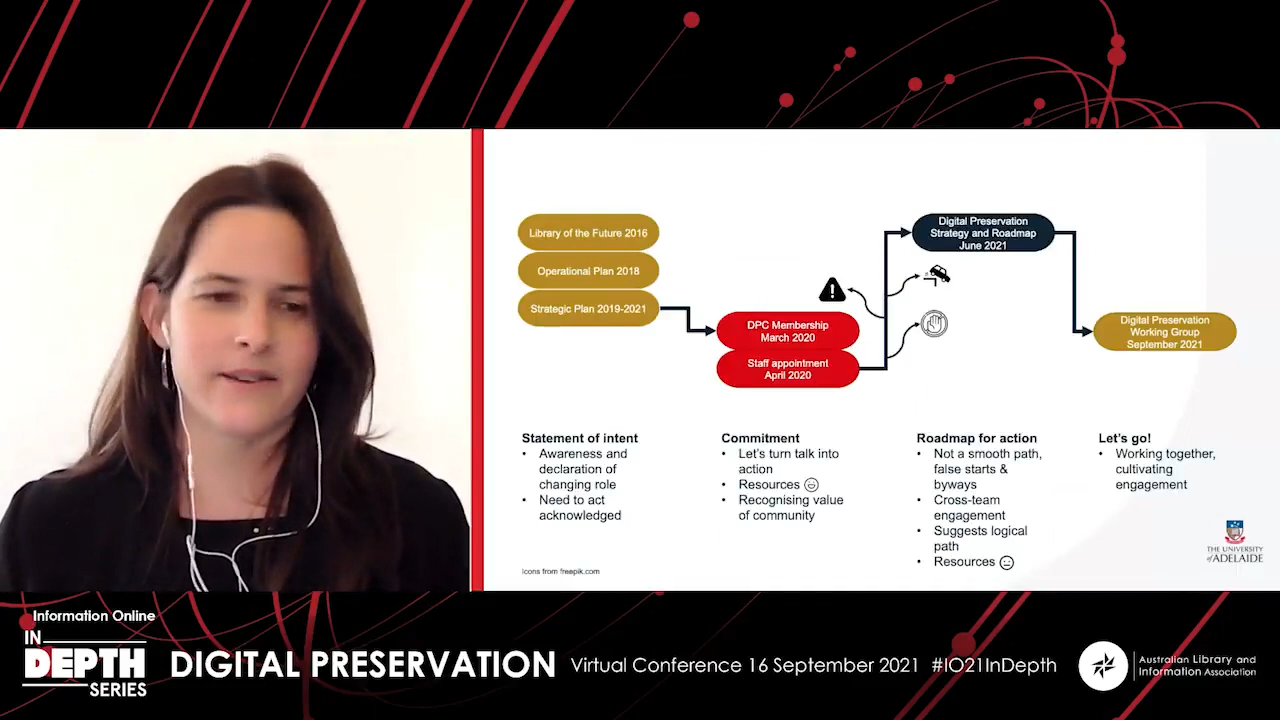 Library of the Future 2016
Operational Plan 2018
Strategic Plan 2019-2021
DPC Membership
March 2020
Staff appointment
April 2020
Digital Preservation
Strategy and Roadmap
June 2021
Digital Preservation
Working Group
September 2021
Statement of intent
• Awareness and
declaration of
changing role
• Need to act
acknowledged
Commitment
• Let's turn talk into
action
• Resources
• Recognising value
of community
Roadmap for action
• Not a smooth path,
false starts &
byways
• Cross-team
engagement
• Suggests logical
path
• Resources
Let's go!
• Working together,
cultivating
engagement
Icons from freepik.com
THE UNIVERSITY
of ADELAIDE
Information Online
IN
DEPTH
SERIES
DIGITAL PRESERVATION
Virtual Conference 16 September 2021 #IO21InDepth
Australian Library and
Information Association